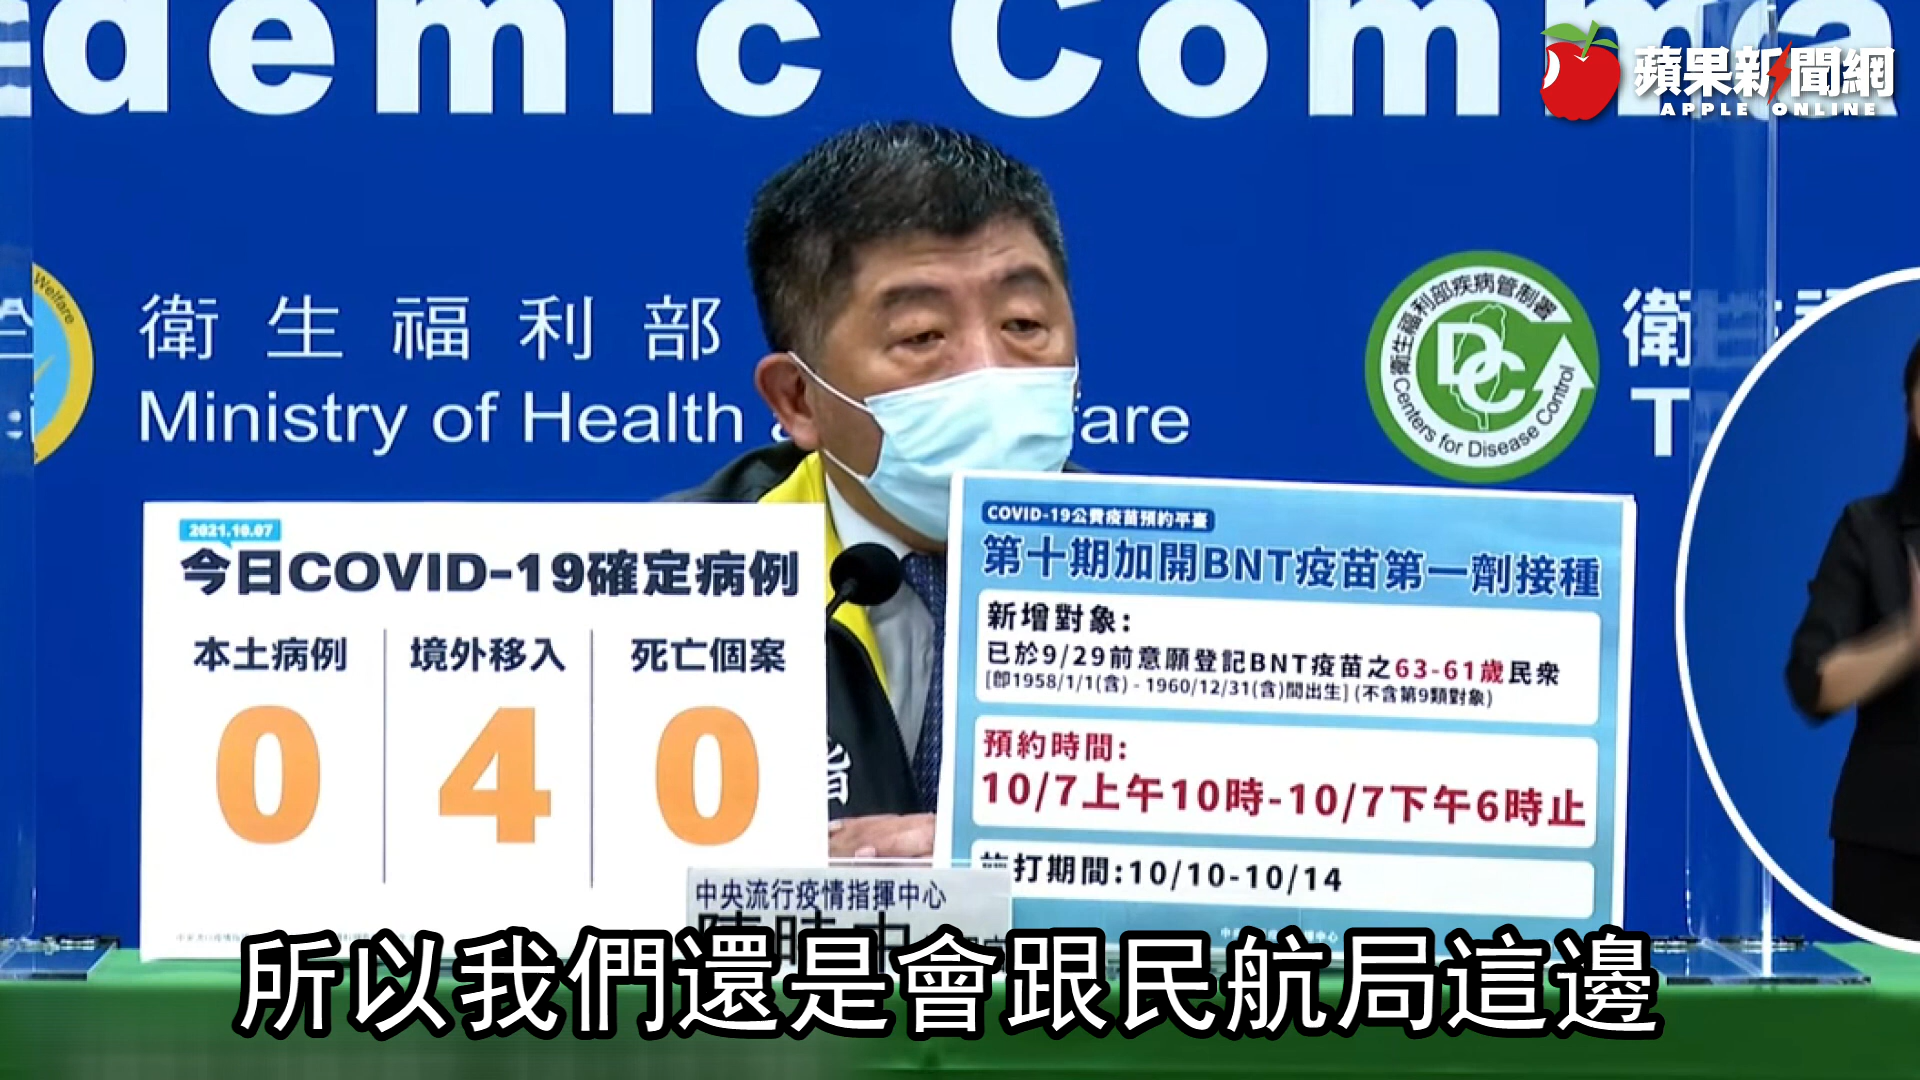 demic Comma
蘋果新聞網
APPLE ONLINE
Welfare
衛生福利部
Ministry of Health
fare
衛生福利部疾病管制署
Centers for Disease Control
DC
衛生
T
2021.10.07
今日COVID-19確定病例
本土病例
境外移入
死亡個案
0
4
0
COVID-19公費疫苗預約平臺
第十期加開BNT疫苗第一劑接種
新增對象:
已於9/29前意願登記BNT疫苗之63-61歲民眾
[即1958/1/1(含)-1960/12/31(含)間出生] (不含第9類對象)
預約時間:
10/7上午10時-10/7下午6時止
施打期間:10/10-10/14
中央流行疫情指揮中心
陳時中
所以我們還是會跟民航局這邊